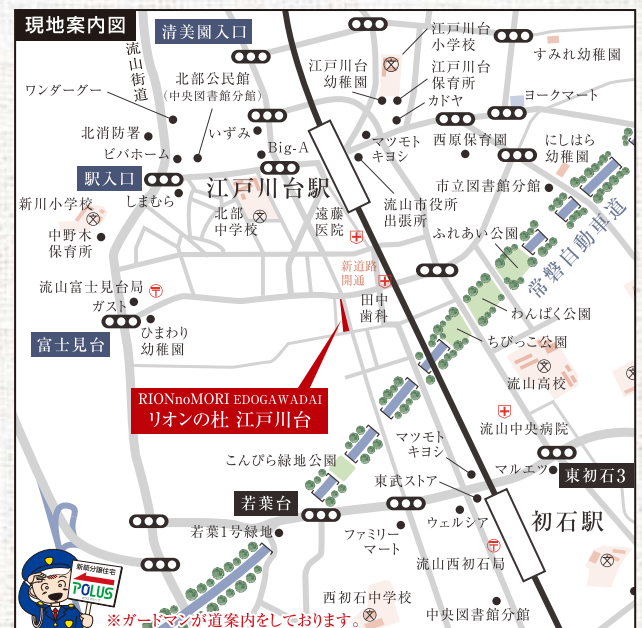 現地案内図
清美園入口
流山街道
江戸川台
小学校
すみれ幼稚園
ワンダーグー
北部公民館
（中央図書館分館）
江戸川台
幼稚園
江戸川台
保育所
カドヤ
ヨークマート
北消防署
いずみ
ビバホーム
Big-A
マツモト
キヨシ
西原保育園
にしはら
幼稚園
駅入口
しまむら
江戸川台駅
流山市役所
出張所
市立図書館分館
新川小学校
文
中野木
保育所
北部
中学校
遠藤
医院
ふれあい公園
常磐自動車道
新道路
開通
流山富士見台局
ガスト
田中
歯科
わんぱく公園
富士見台
ひまわり
幼稚園
ちびっこ公園
流山高校
RIONnoMORI EDOGAWADAI
リオンの杜 江戸川台
流山中央病院
マツモト
キヨシ
こんぴら緑地公園
マルエツ
東初石3
東武ストア
若葉台
若葉1号緑地
ファミリー
マート
ウェルシア
初石駅
流山西初石局
新築分譲住宅
POLUS
西初石中学校
中央図書館分館
※ガードマンが道案内をしております。